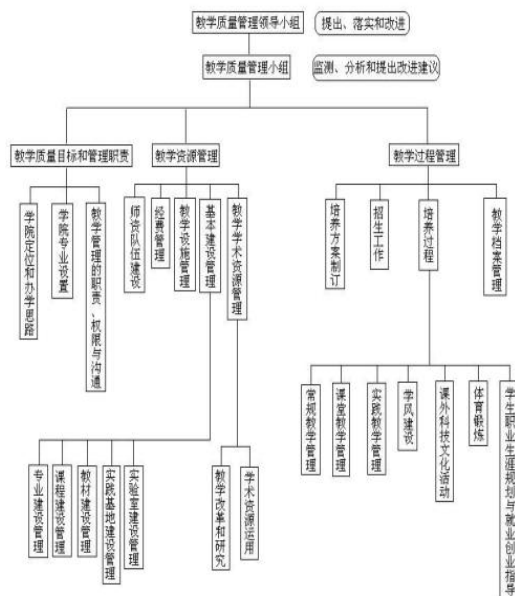 教学质量管理领导小组
提出、落实和改进
教学质量管理小组
监测、分析和提出改进建议
教学质量目标和管理职责
教学资源管理
教学过程管理
学院定位和办学思路
学院专业设置
教学管理的职责、权限与沟通
师资队伍建设
经费管理
教学设施管理
基本建设管理
教学学术资源管理
培养方案制订
招生工作
培养过程
教学档案管理
专业建设管理
课程建设管理
教材建设管理
实践基地建设管理
实验室建设管理
教学改革和研究
学术资源运用
常规教学管理
课堂教学管理
实践教学管理
学风建设
课外科技文化活动
体育锻炼
学生职业生涯规划与就业创业指导